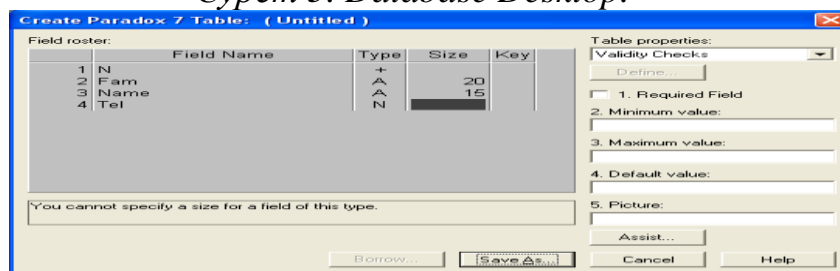 Сурет 3. Database Desktop.
Create Paradox 7 Table: ( Untitled )
Field roster:
Field Name Type Size Key
1 N +
2 Fam A 20
3 Name A 15
4 Tel N
You cannot specify a size for a field of this type.
Borrow...
Save As...
Table properties:
Validity Checks
Define...
1. Required Field
2. Minimum value:
3. Maximum value:
4. Default value:
5. Picture:
Assist...
Cancel
Help